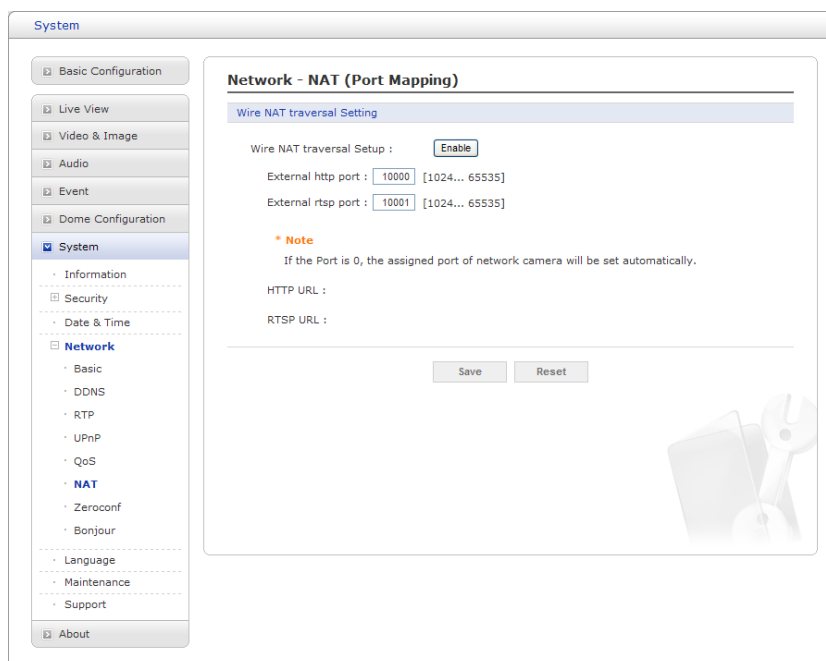 System
Basic Configuration
Live View
Video & Image
Audio
Event
Dome Configuration
System
Information
Security
Date & Time
Network
Basic
DDNS
RTP
UPnP
QoS
NAT
Zeroconf
Bonjour
Language
Maintenance
Support
About
Network - NAT (Port Mapping)
Wire NAT traversal Setting
Wire NAT traversal Setup : Enable
External http port : 10000 [1024... 65535]
External rtsp port : 10001 [1024... 65535]
* Note
If the Port is 0, the assigned port of network camera will be set automatically.
HTTP URL :
RTSP URL :
Save Reset